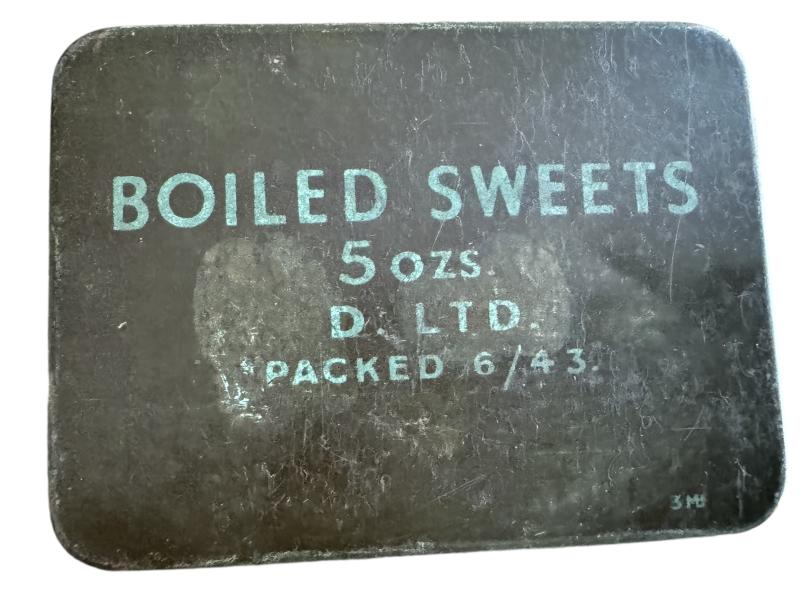 BOILED SWEETS
5 OZS.
D. LTD.
PACKED 6/43.